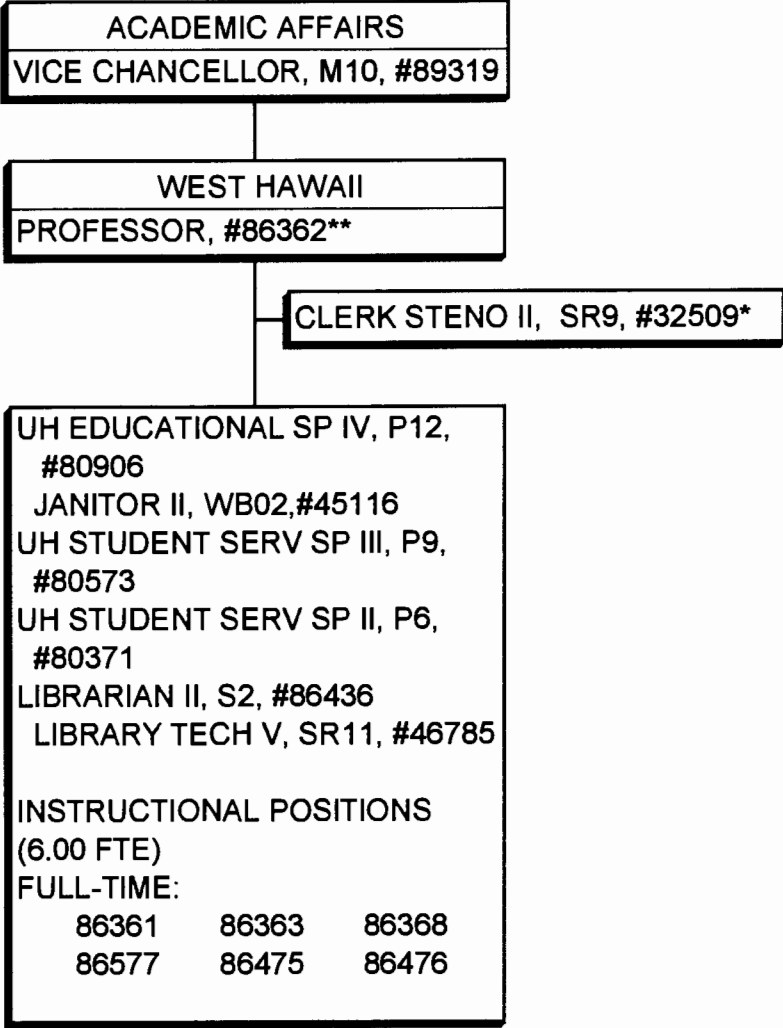 ACADEMIC AFFAIRS
VICE CHANCELLOR, M10, #89319
WEST HAWAII
PROFESSOR, #86362**
CLERK STENO II, SR9, #32509*
UH EDUCATIONAL SP IV, P12,
#80906
JANITOR II, WB02,#45116
UH STUDENT SERV SP III, P9,
#80573
UH STUDENT SERV SP II, P6,
#80371
LIBRARIAN II, S2, #86436
LIBRARY TECH V, SR11, #46785
INSTRUCTIONAL POSITIONS
(6.00 FTE)
FULL-TIME:
86361 86363 86368
86577 86475 86476